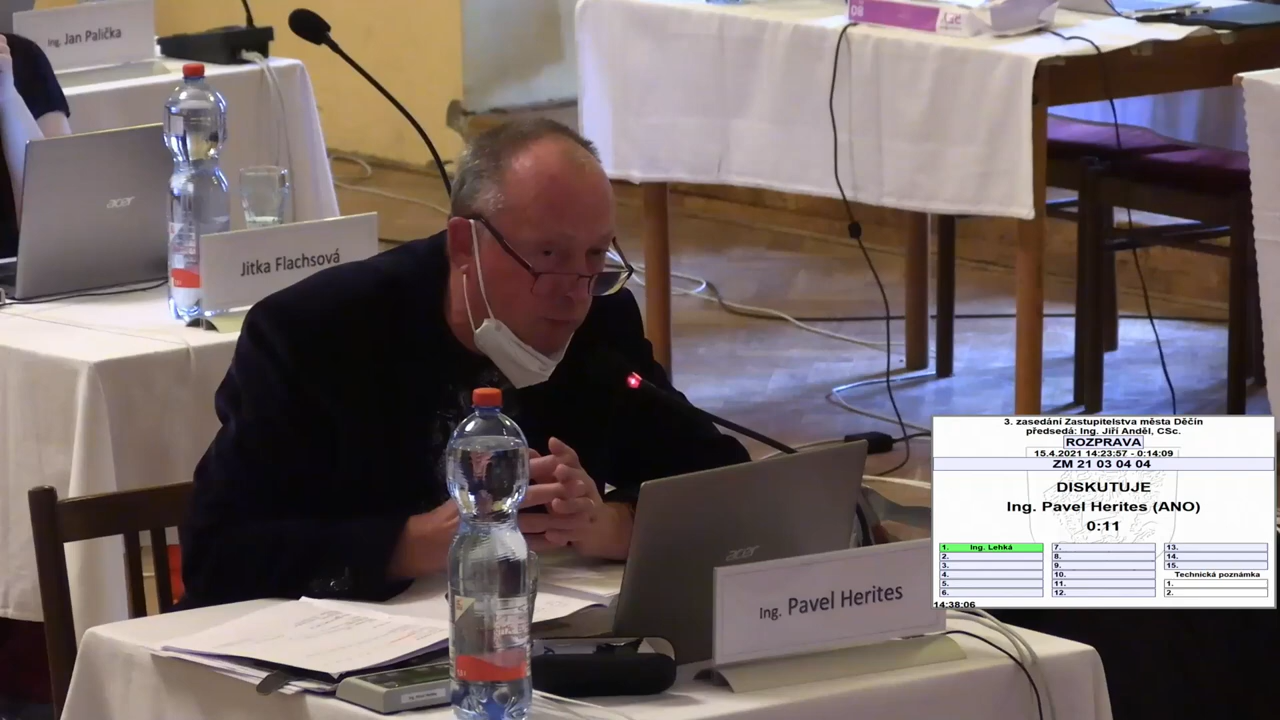 Ing. Jan Palička
acer
Jitka Flachsová
acer
Ing. Pavel Herites
3. zasedání Zastupitelstva města Děčín
předsedá: Ing. Jiří Anděl, CSc.
ROZPRAVA
15.4.2021 14:23:57 - 0:14:09
ZM 21 03 04 04
DISKUTUJE
Ing. Pavel Herites (ANO)
0:11
1. Ing. Lehká
2.
3.
4.
5.
6.
7.
8.
9.
10.
11.
12.
13.
14.
15.
Technická poznámka
1.
2.
14:38:06